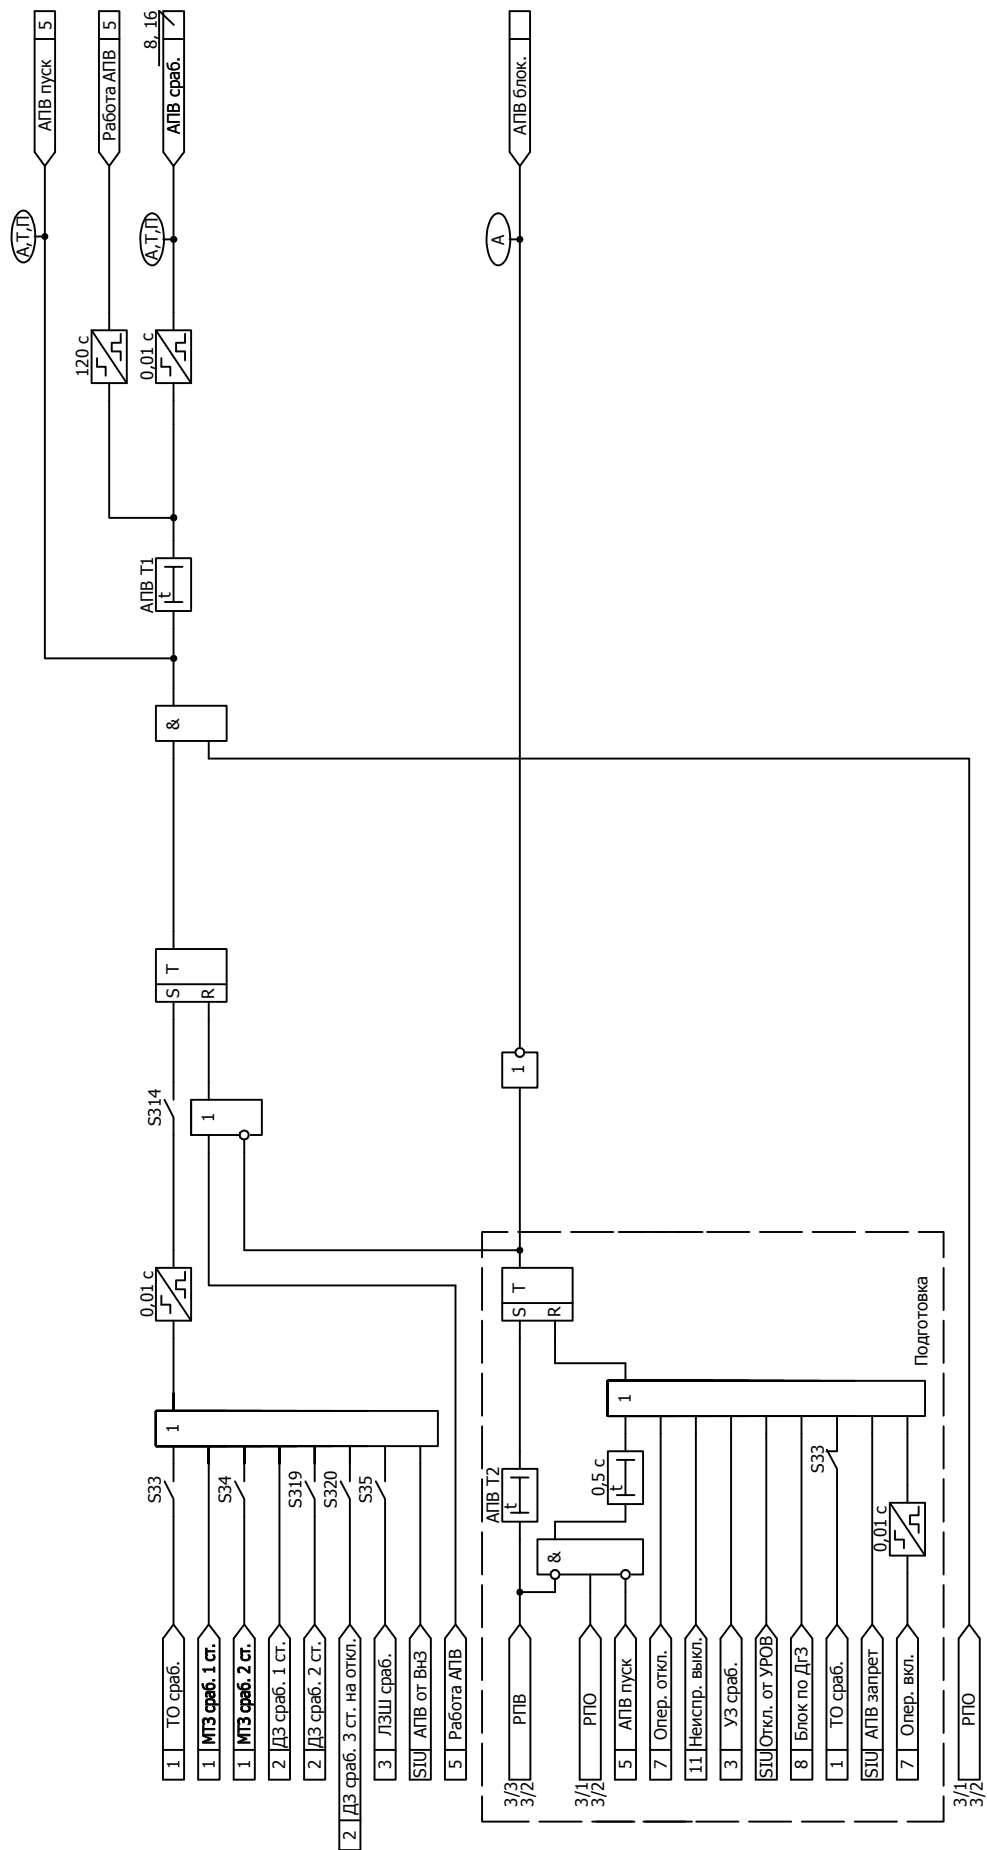 АПВ пуск 5
Работа АПВ 5
АПВ сраб.
8, 16
АПВ блок.
А,Т,П
А,Т,П
А
120 с
0,01 с
АПВ Т1
t
&
S T
R
S314
1
1
0,01 с
1
S33
S34
S319
S320
S35
1 ТО сраб.
1 МТЗ сраб. 1 ст.
1 МТЗ сраб. 2 ст.
2 ДЗ сраб. 1 ст.
2 ДЗ сраб. 2 ст.
2 ДЗ сраб. 3 ст. на откл.
3 ЛЗШ сраб.
SIU АПВ от ВнЗ
5 Работа АПВ
Подготовка
S T
R
1
АПВ Т2
t
0,5 с
t
&
S33
0,01 с
3/3
3/2
РПВ
3/1
3/2
РПО
5 АПВ пуск
7 Опер. откл.
11 Неиспр. выкл.
3 УЗ сраб.
SIU Откл. от УРОВ
8 Блок по ДгЗ
1 ТО сраб.
SIU АПВ запрет
7 Опер. вкл.
3/1
3/2
РПО